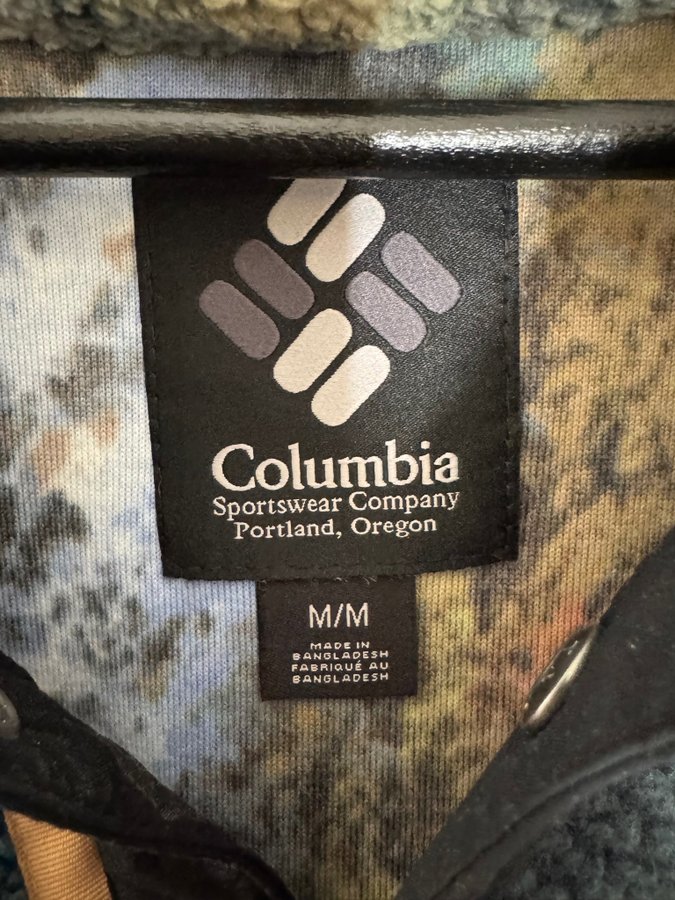 Columbia
Sportswear Company
Portland, Oregon
M/M
MADE IN
BANGLADESH
FABRIQUÉ AU
BANGLADESH